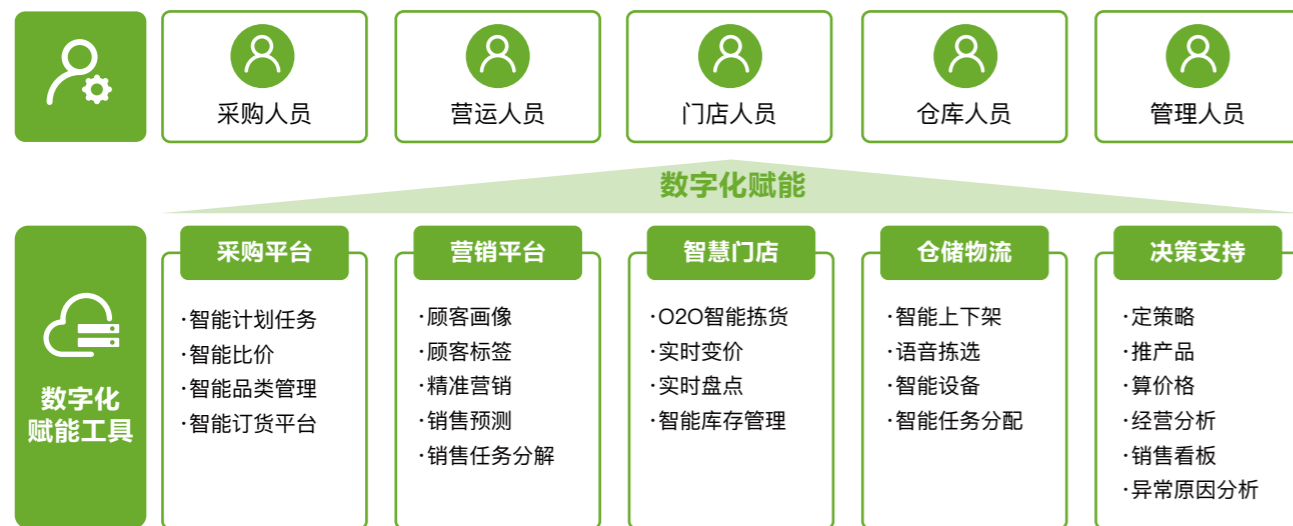 采购人员
营运人员
门店人员
仓库人员
管理人员
数字化赋能
数字化
赋能工具
采购平台
·智能计划任务
·智能比价
·智能品类管理
·智能订货平台
营销平台
·顾客画像
·顾客标签
·精准营销
·销售预测
·销售任务分解
智慧门店
·O2O智能拣货
·实时变价
·实时盘点
·智能库存管理
仓储物流
·智能上下架
·语音拣选
·智能设备
·智能任务分配
决策支持
·定策略
·推产品
·算价格
·经营分析
·销售看板
·异常原因分析